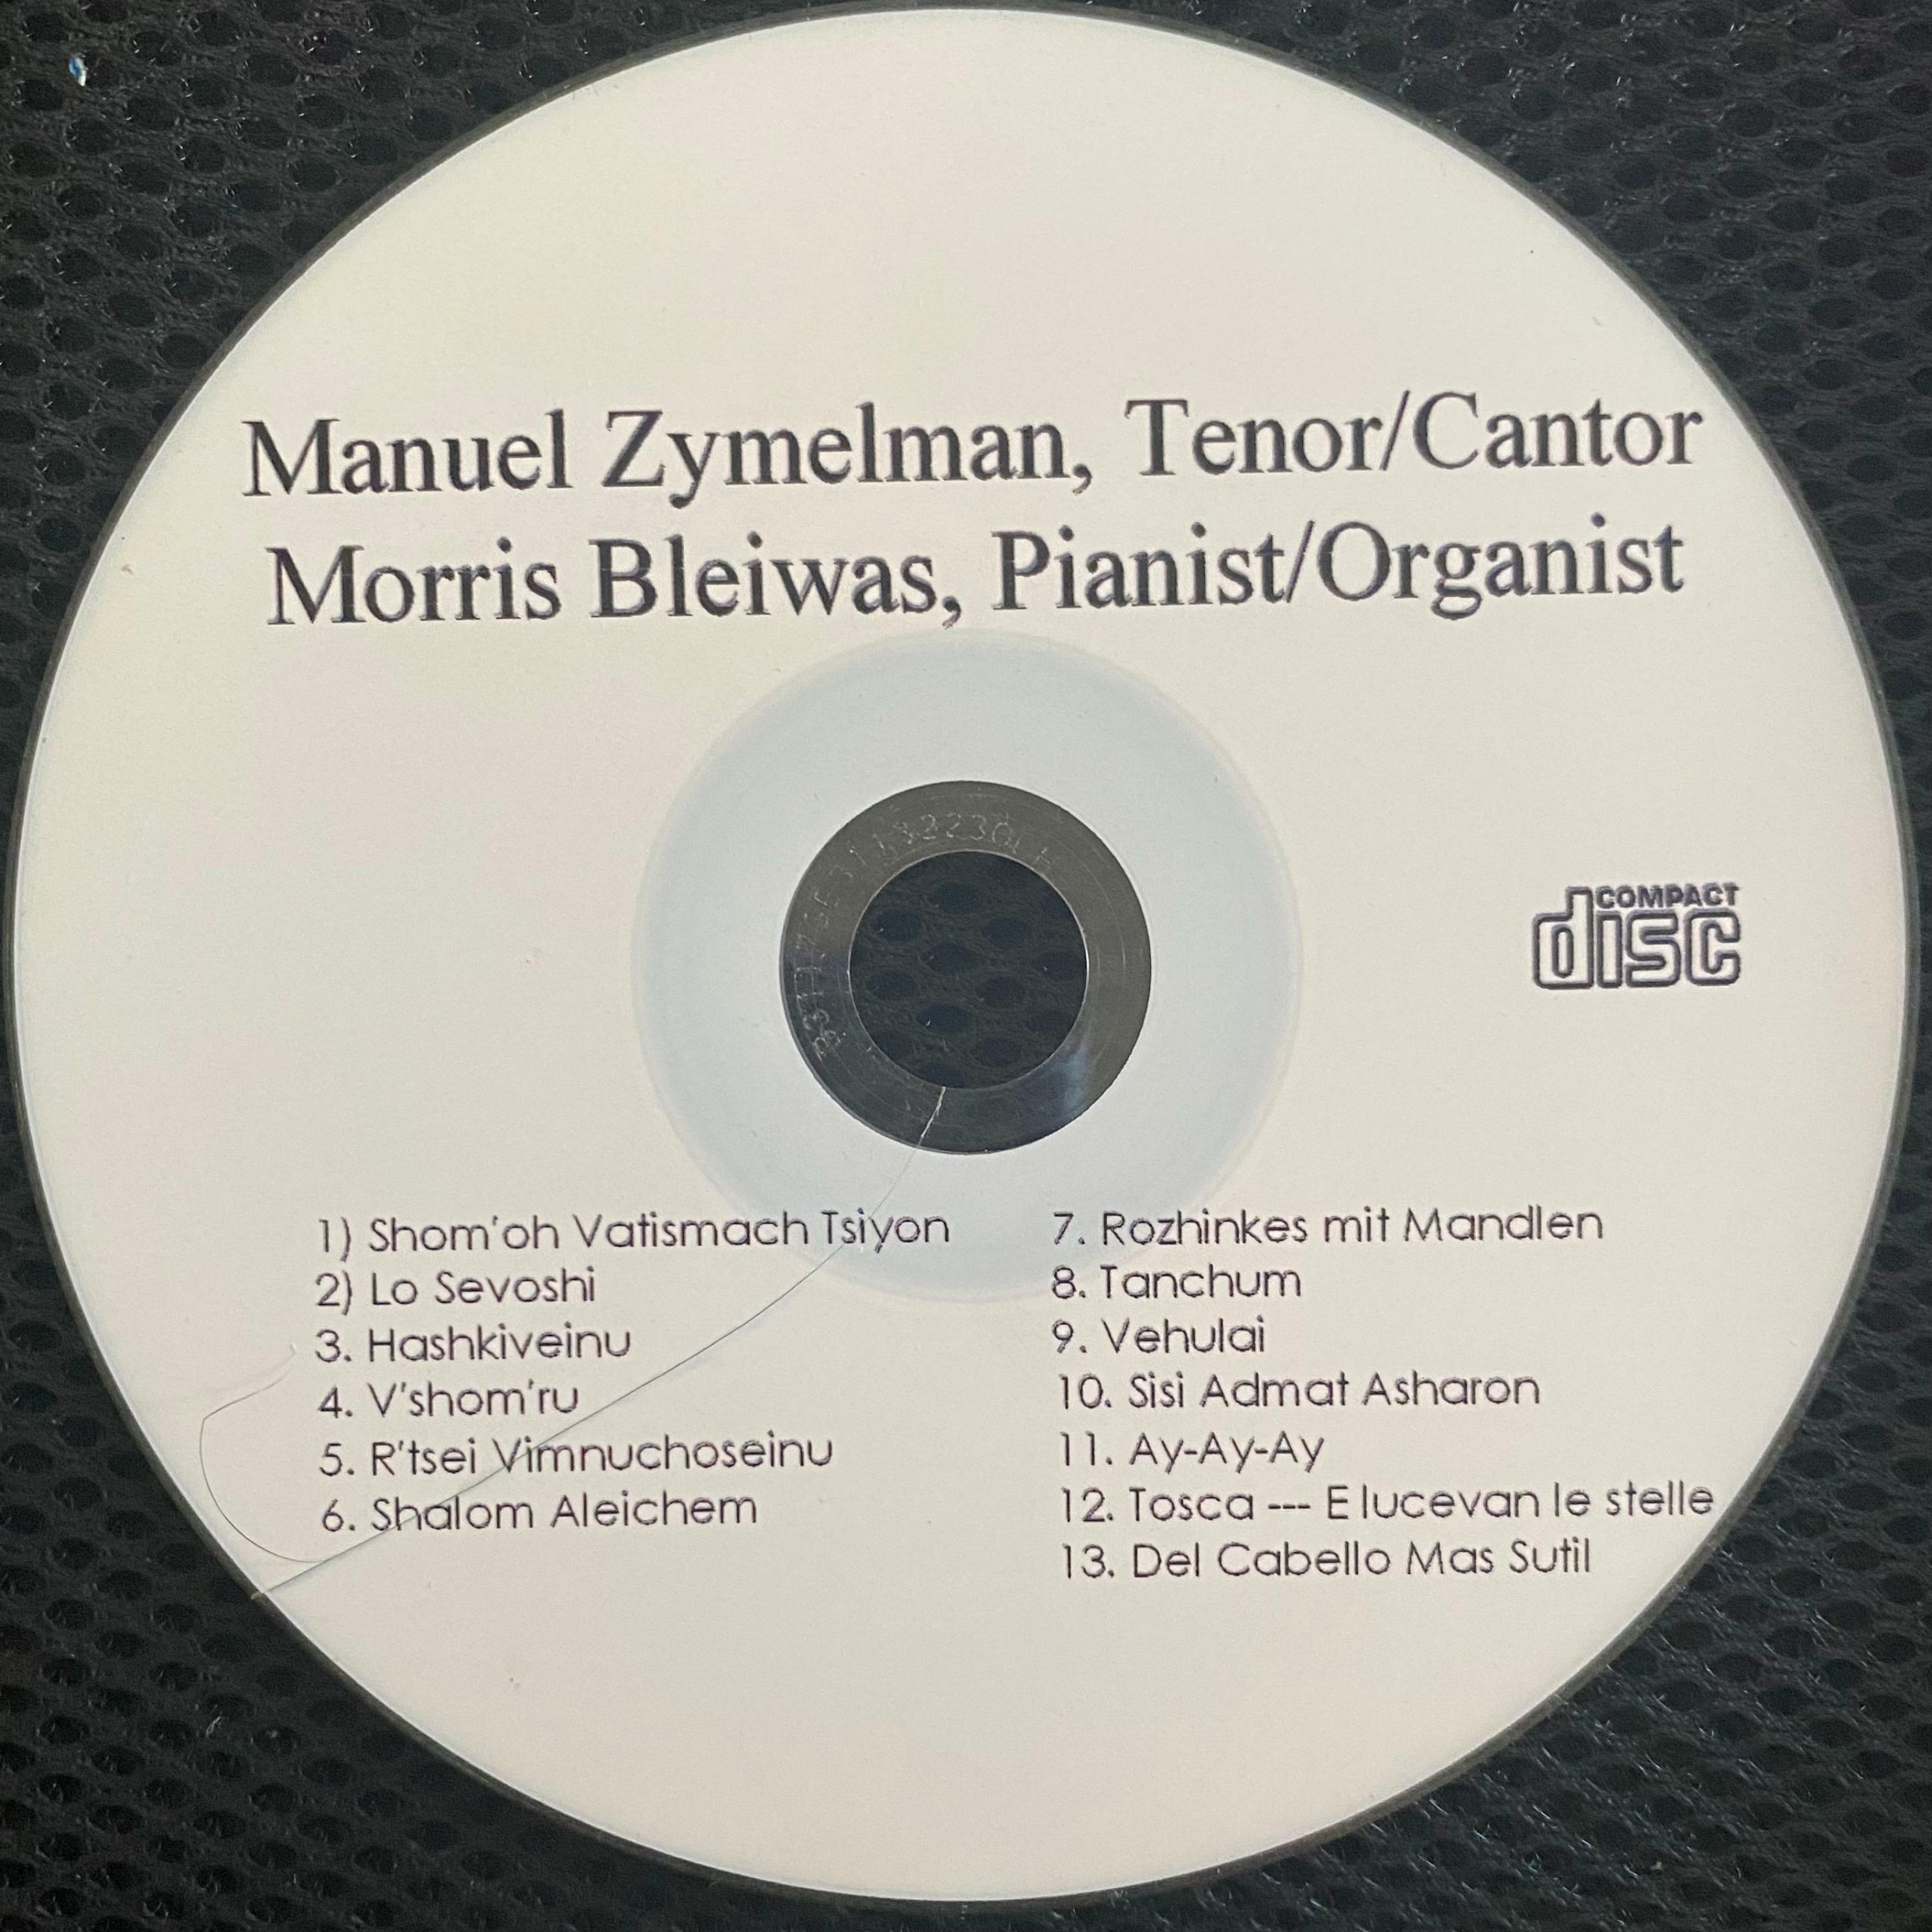 Manuel Zymelman, Tenor/Cantor
Morris Bleiwas, Pianist/Organist
COMPACT
disc
1) Shom'oh Vatismach Tsiyon
2) Lo Sevoshi
3. Hashkiveinu
4. V'shom'ru
5. R'tsei Vimnuchoseinu
6. Shalom Aleichem
7. Rozhinkes mit Mandlen
8. Tanchum
9. Vehulai
10. Sisi Admat Asharon
11. Ay-Ay-Ay
12. Tosca --- E lucevan le stelle
13. Del Cabello Mas Sutil